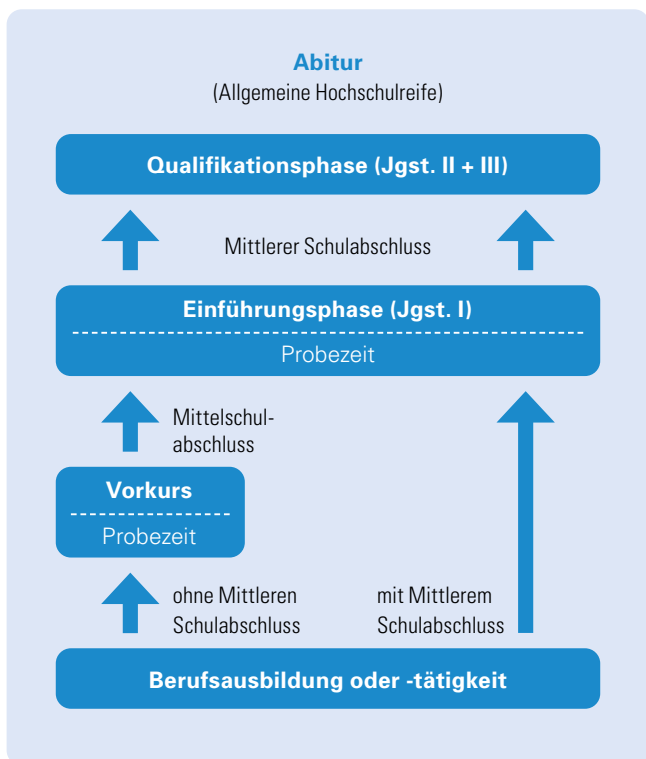 Abitur
(Allgemeine Hochschulreife)
Qualifikationsphase (Jgst. II + III)
Mittlerer Schulabschluss
Einführungsphase (Jgst. I)
Probezeit
Mittelschul-
abschluss
Vorkurs
Probezeit
ohne Mittleren
Schulabschluss
mit Mittlerem
Schulabschluss
Berufsausbildung oder -tätigkeit